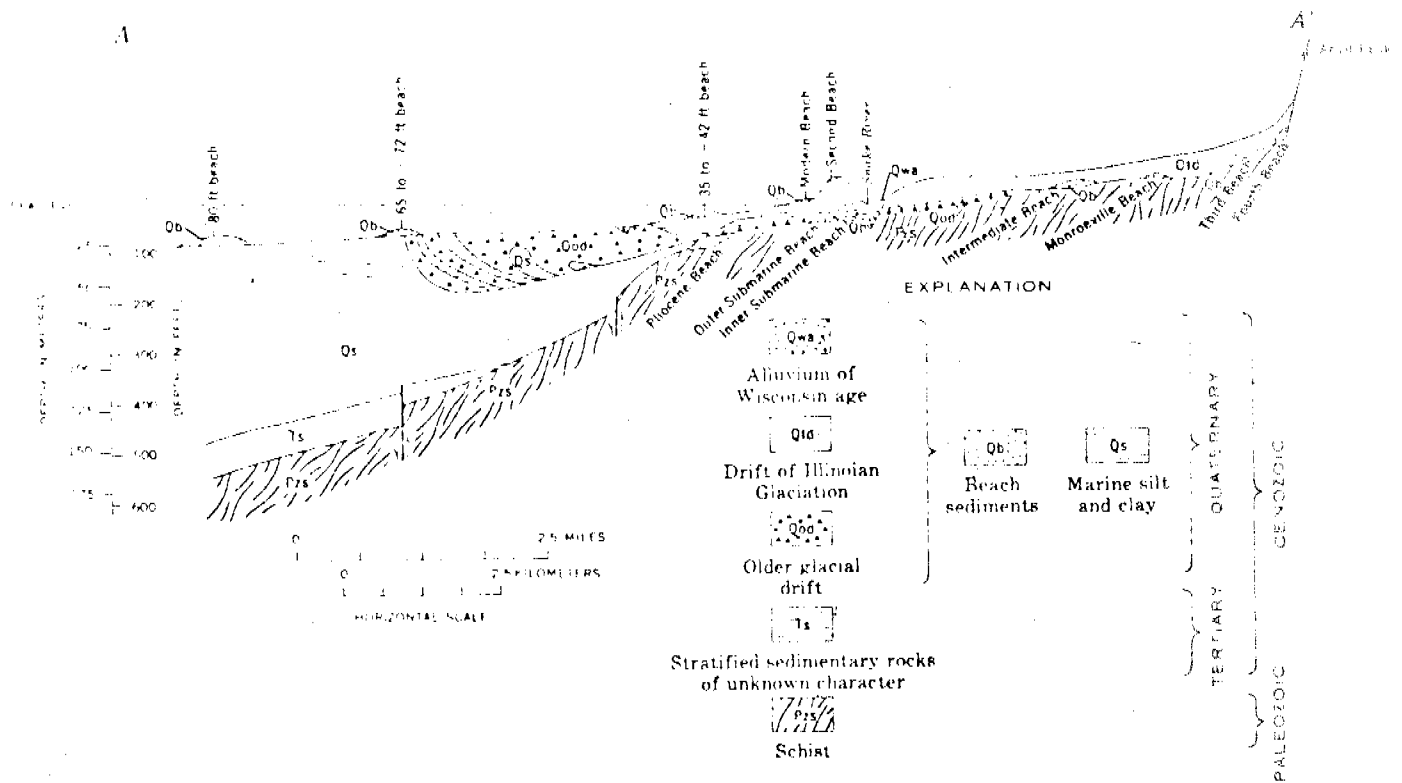 A
A'
80 ft beach
65 to - 72 ft beach
35 to - 42 ft beach
Modern Beach
Second Beach
Snake River
Qb
Qb
Qb
Qb
Qwa
Qtd
Qod
Qs
Qod
Qb
Pzs
Pzs
Pliocene Beach
Outer Submarine Beach
Inner Submarine Beach
Intermediate Beach
Monroeville Beach
Third Beach
Fourth Beach
Qs
Pzs
Ts
Pzs
DEPTH IN FEET
100
200
300
400
500
600
0 2.5 MILES
0 2.5 KILOMETERS
HORIZONTAL SCALE
EXPLANATION
Qwa
Alluvium of
Wisconsin age
Qtd
Drift of Illinoian
Glaciation
Qod
Older glacial
drift
Qb
Beach
sediments
Qs
Marine silt
and clay
Ts
Stratified sedimentary rocks
of unknown character
Pzs
Schist
QUATERNARY
TERTIARY
CENOZOIC
PALEOZOIC